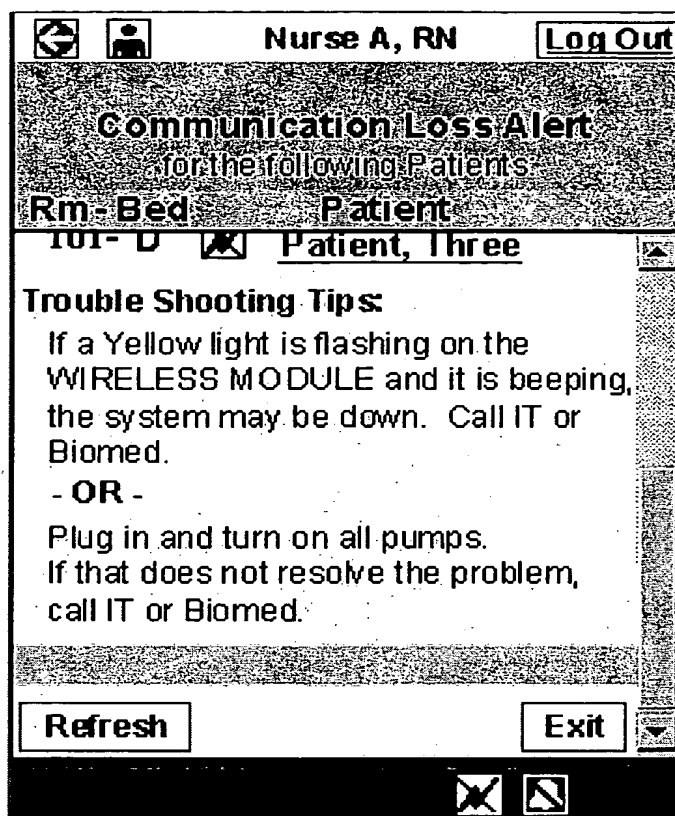 Nurse A, RN Log Out
Communication Loss Alert
for the following Patients:
Rm- Bed Patient
101- D Patient, Three
Trouble Shooting Tips:
If a Yellow light is flashing on the
WIRELESS MODULE and it is beeping,
the system may be down. Call IT or
Biomed.
- OR -
Plug in and turn on all pumps.
If that does not resolve the problem,
call IT or Biomed.
Refresh Exit